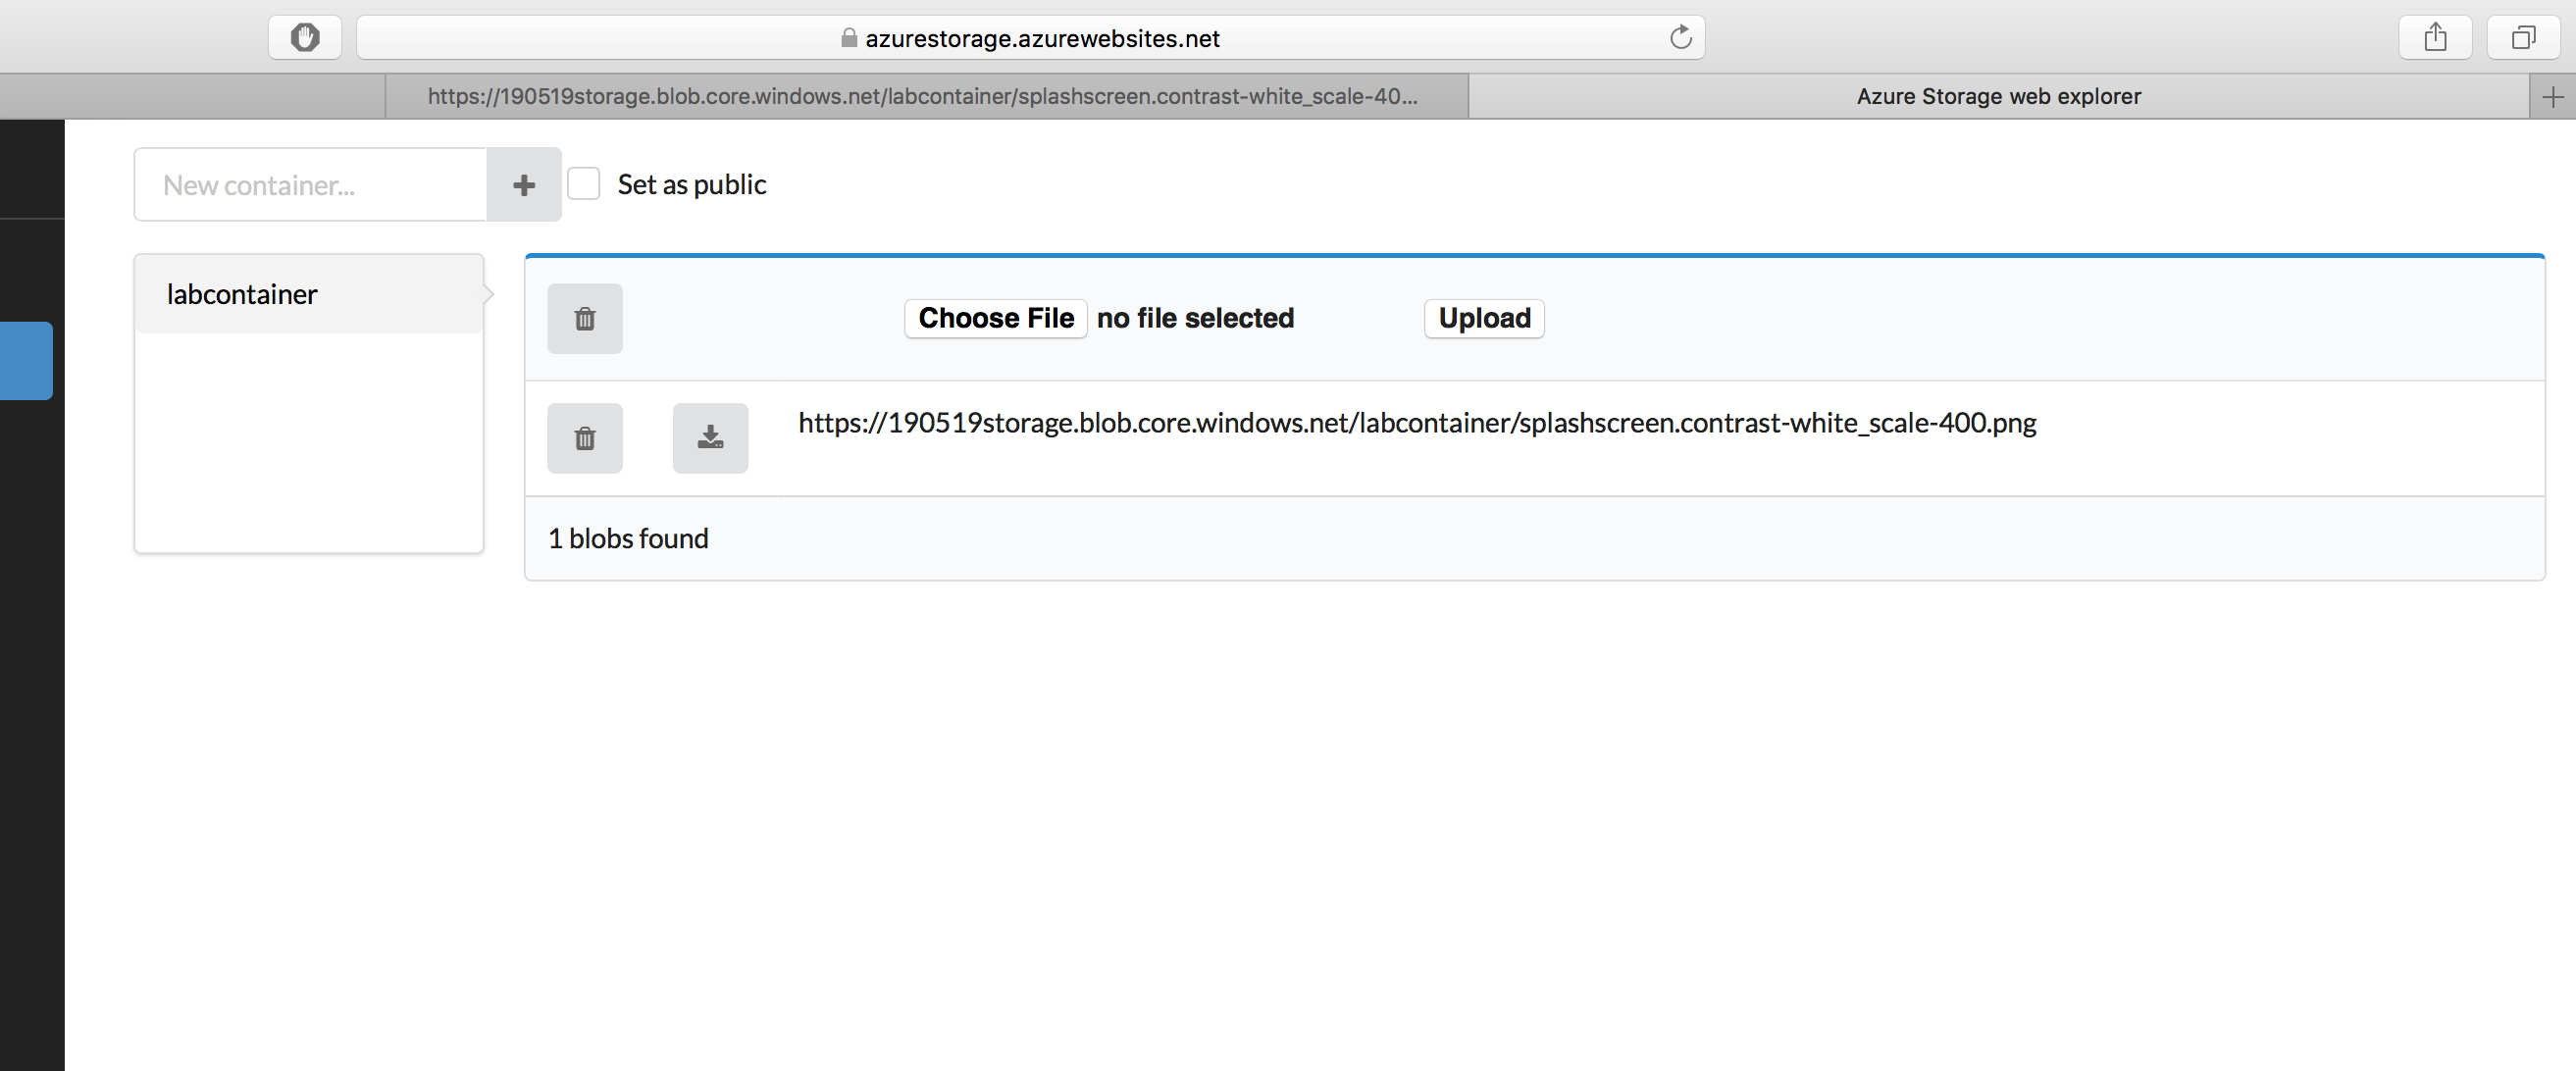 azurestorage.azurewebsites.net
https://190519storage.blob.core.windows.net/labcontainer/splashscreen.contrast-white_scale-40...
Azure Storage web explorer
New container...
Set as public
labcontainer
Choose File no file selected
Upload
https://190519storage.blob.core.windows.net/labcontainer/splashscreen.contrast-white_scale-400.png
1 blobs found